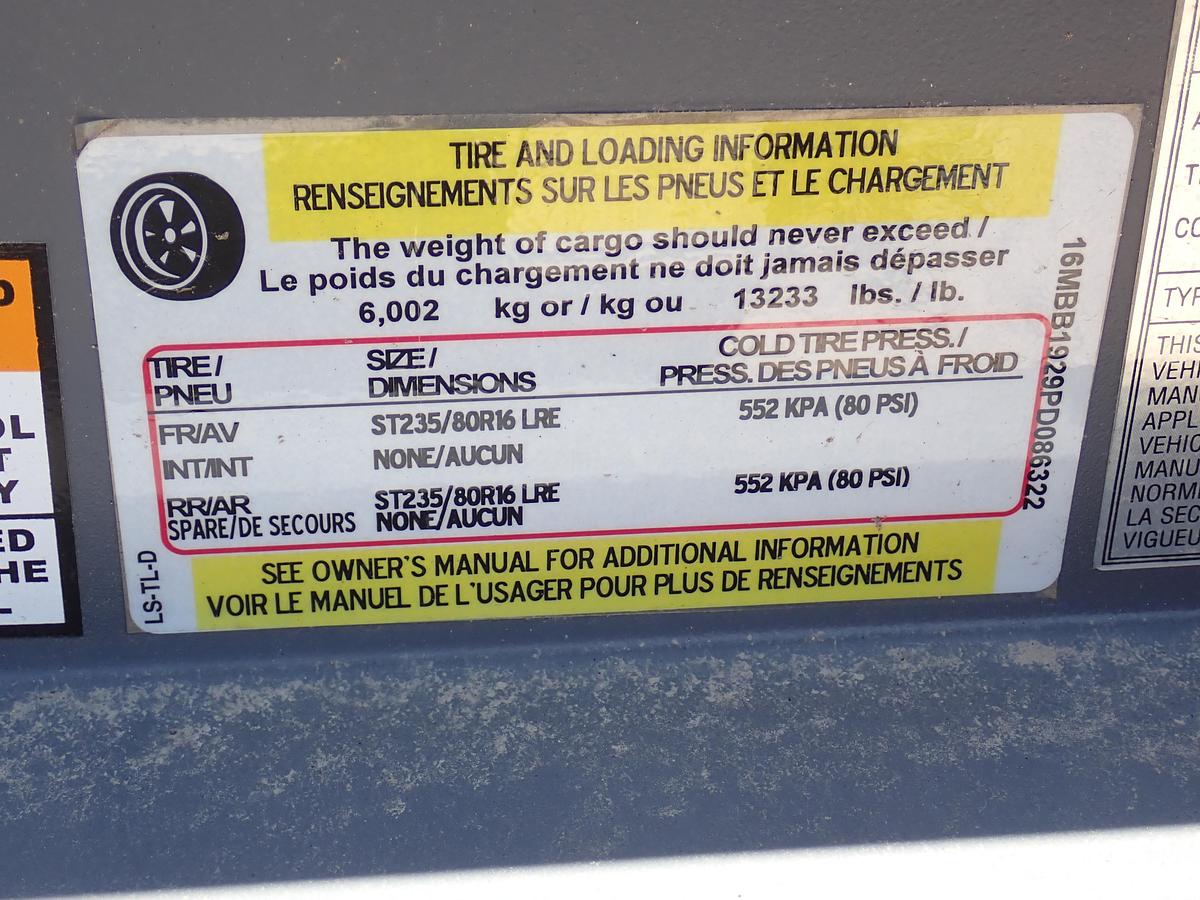 TIRE AND LOADING INFORMATION
RENSEIGNEMENTS SUR LES PNEUS ET LE CHARGEMENT
The weight of cargo should never exceed /
Le poids du chargement ne doit jamais dépasser
6,002 kg or / kg ou 13233 lbs. / lb.
TIRE / SIZE / COLD TIRE PRESS. /
PNEU DIMENSIONS PRESS. DES PNEUS À FROID
FR/AV ST235/80R16 LRE 552 KPA (80 PSI)
INT/INT NONE/AUCUN
RR/AR ST235/80R16 LRE 552 KPA (80 PSI)
SPARE/DE SECOURS NONE/AUCUN
SEE OWNER'S MANUAL FOR ADDITIONAL INFORMATION
VOIR LE MANUEL DE L'USAGER POUR PLUS DE RENSEIGNEMENTS
LS-TL-D
16MBB1929PD086322
THIS
LA SEC